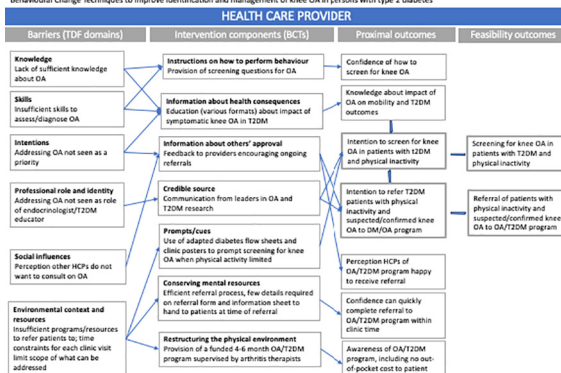 Behavioural Change Techniques to improve identification and management of knee OA in persons with type 2 diabetes
HEALTH CARE PROVIDER
Barriers (TDF domains)
Knowledge
Lack of sufficient knowledge
about OA
Skills
Insufficient skills to
assess/diagnose OA
Intentions
Addressing OA not seen as a
priority
Professional role and identity
Addressing OA not seen as role
of endocrinologist/T2DM
educator
Social influences
Perception other HCPs do not
want to consult on OA
Environmental context and
resources
Insufficient programs/resources
to refer patients to; time
constraints for each clinic visit
limit scope of what can be
addressed
Intervention components (BCTs)
Instructions on how to perform behaviour
Provision of screening questions for OA
Information about health consequences
Education (various formats) about impact of
symptomatic knee OA in T2DM
Information about others' approval
Feedback to providers encouraging ongoing
referrals
Credible source
Communication from leaders in OA and
T2DM research
Prompts/cues
Use of adapted diabetes flow sheets and
clinic posters to prompt screening for knee
OA when physical activity limited
Conserving mental resources
Efficient referral process, few details required
on referral form and information sheet to
hand to patients at time of referral
Restructuring the physical environment
Provision of a funded 4-6 month OA/T2DM
program supervised by arthritis therapists
Proximal outcomes
Confidence of how to
screen for knee OA
Knowledge about impact of
OA on mobility and T2DM
outcomes
Intention to screen for knee
OA in patients with t2DM
and physical inactivity
Intention to refer T2DM
patients with physical
inactivity and
suspected/confirmed knee
OA to DM/OA program
Perception HCPs of
OA/T2DM program happy
to receive referral
Confidence can quickly
complete referral to
OA/T2DM program within
clinic time
Awareness of OA/T2DM
program, including no out-
of-pocket cost to patient
Feasibility outcomes
Screening for knee OA in
patients with T2DM and
physical inactivity
Referral of patients with
physical inactivity and
suspected/confirmed knee
OA to OA/T2DM program